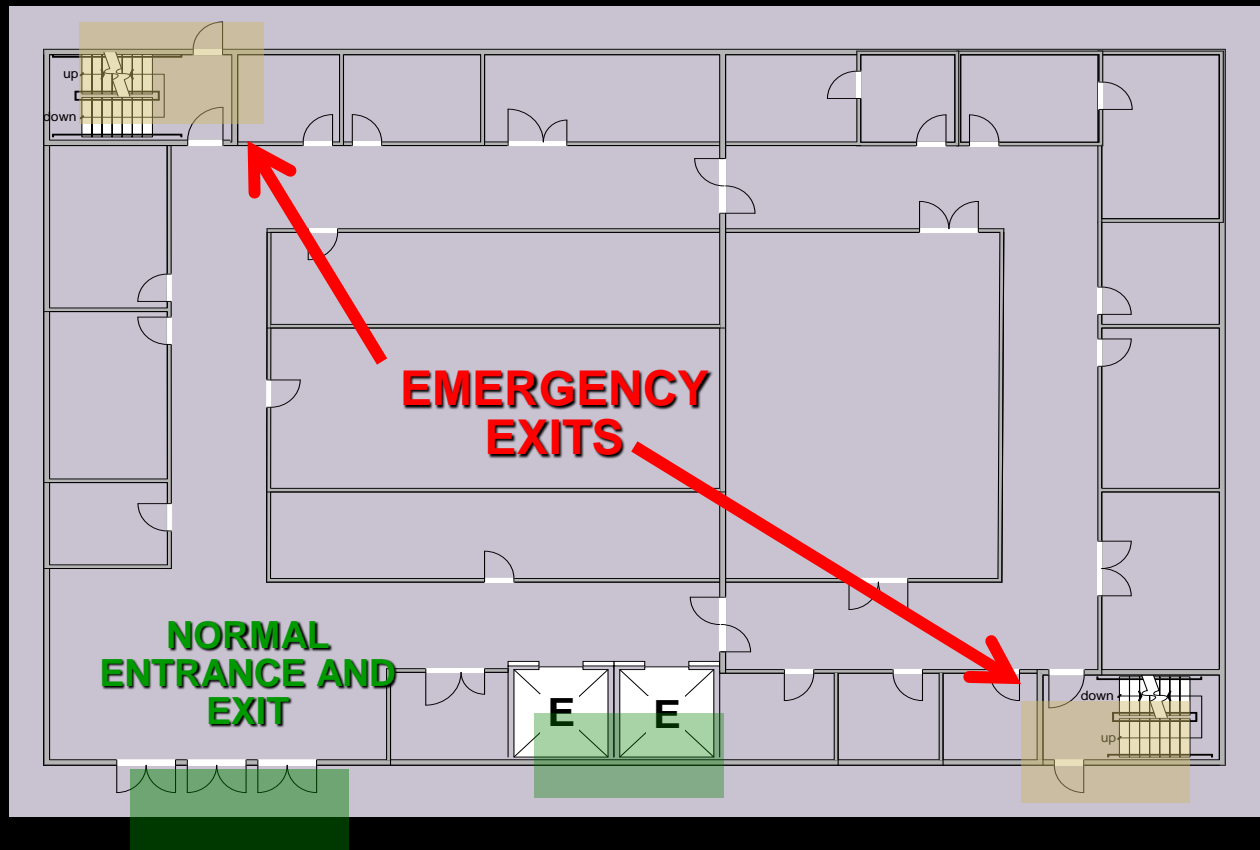 up
down
EMERGENCY
EXITS
NORMAL
ENTRANCE AND
EXIT
E E
down
up